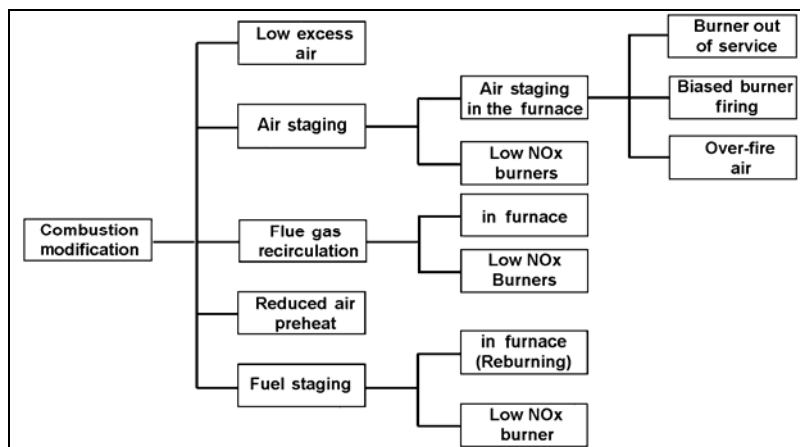 Low excess
air
Air staging
Combustion
modification
Flue gas
recirculation
Reduced air
preheat
Fuel staging
Air staging
in the furnace
Low NOx
burners
in furnace
Low NOx
Burners
in furnace
(Reburning)
Low NOx
burner
Burner out
of service
Biased burner
firing
Over-fire
air